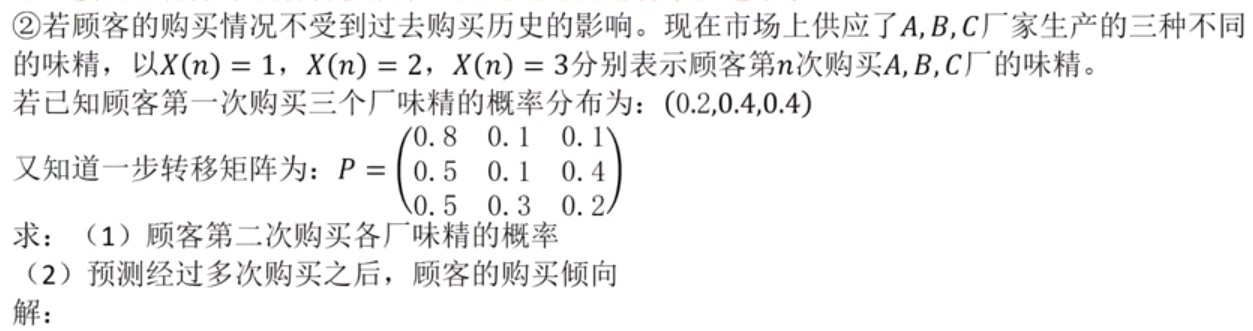 ②若顾客的购买情况不受到过去购买历史的影响。现在市场上供应了A,B,C厂家生产的三种不同
的味精，以X(n) = 1，X(n) = 2，X(n) = 3分别表示顾客第n次购买A,B,C厂的味精。
若已知顾客第一次购买三个厂味精的概率分布为：(0.2,0.4,0.4)
又知道一步转移矩阵为：P = (0.8 0.1 0.1
0.5 0.1 0.4
0.5 0.3 0.2)
求：（1）顾客第二次购买各厂味精的概率
（2）预测经过多次购买之后，顾客的购买倾向
解：